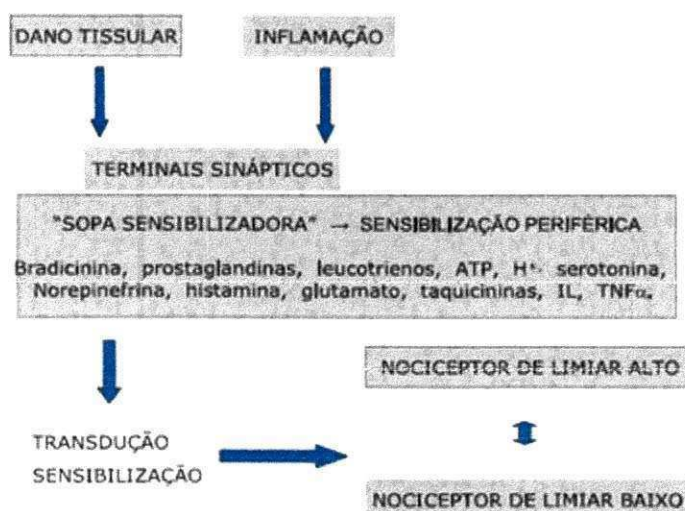 DANO TISSULAR
INFLAMAÇÃO
TERMINAIS SINÁPTICOS
"SOPA SENSIBILIZADORA" → SENSIBILIZAÇÃO PERIFÉRICA
Bradicinina, prostaglandinas, leucotrienos, ATP, H⁺, serotonina,
Norepinefrina, histamina, glutamato, taquicininas, IL, TNFα.
NOCICEPTOR DE LIMIAR ALTO
TRANSDUÇÃO
SENSIBILIZAÇÃO
NOCICEPTOR DE LIMIAR BAIXO